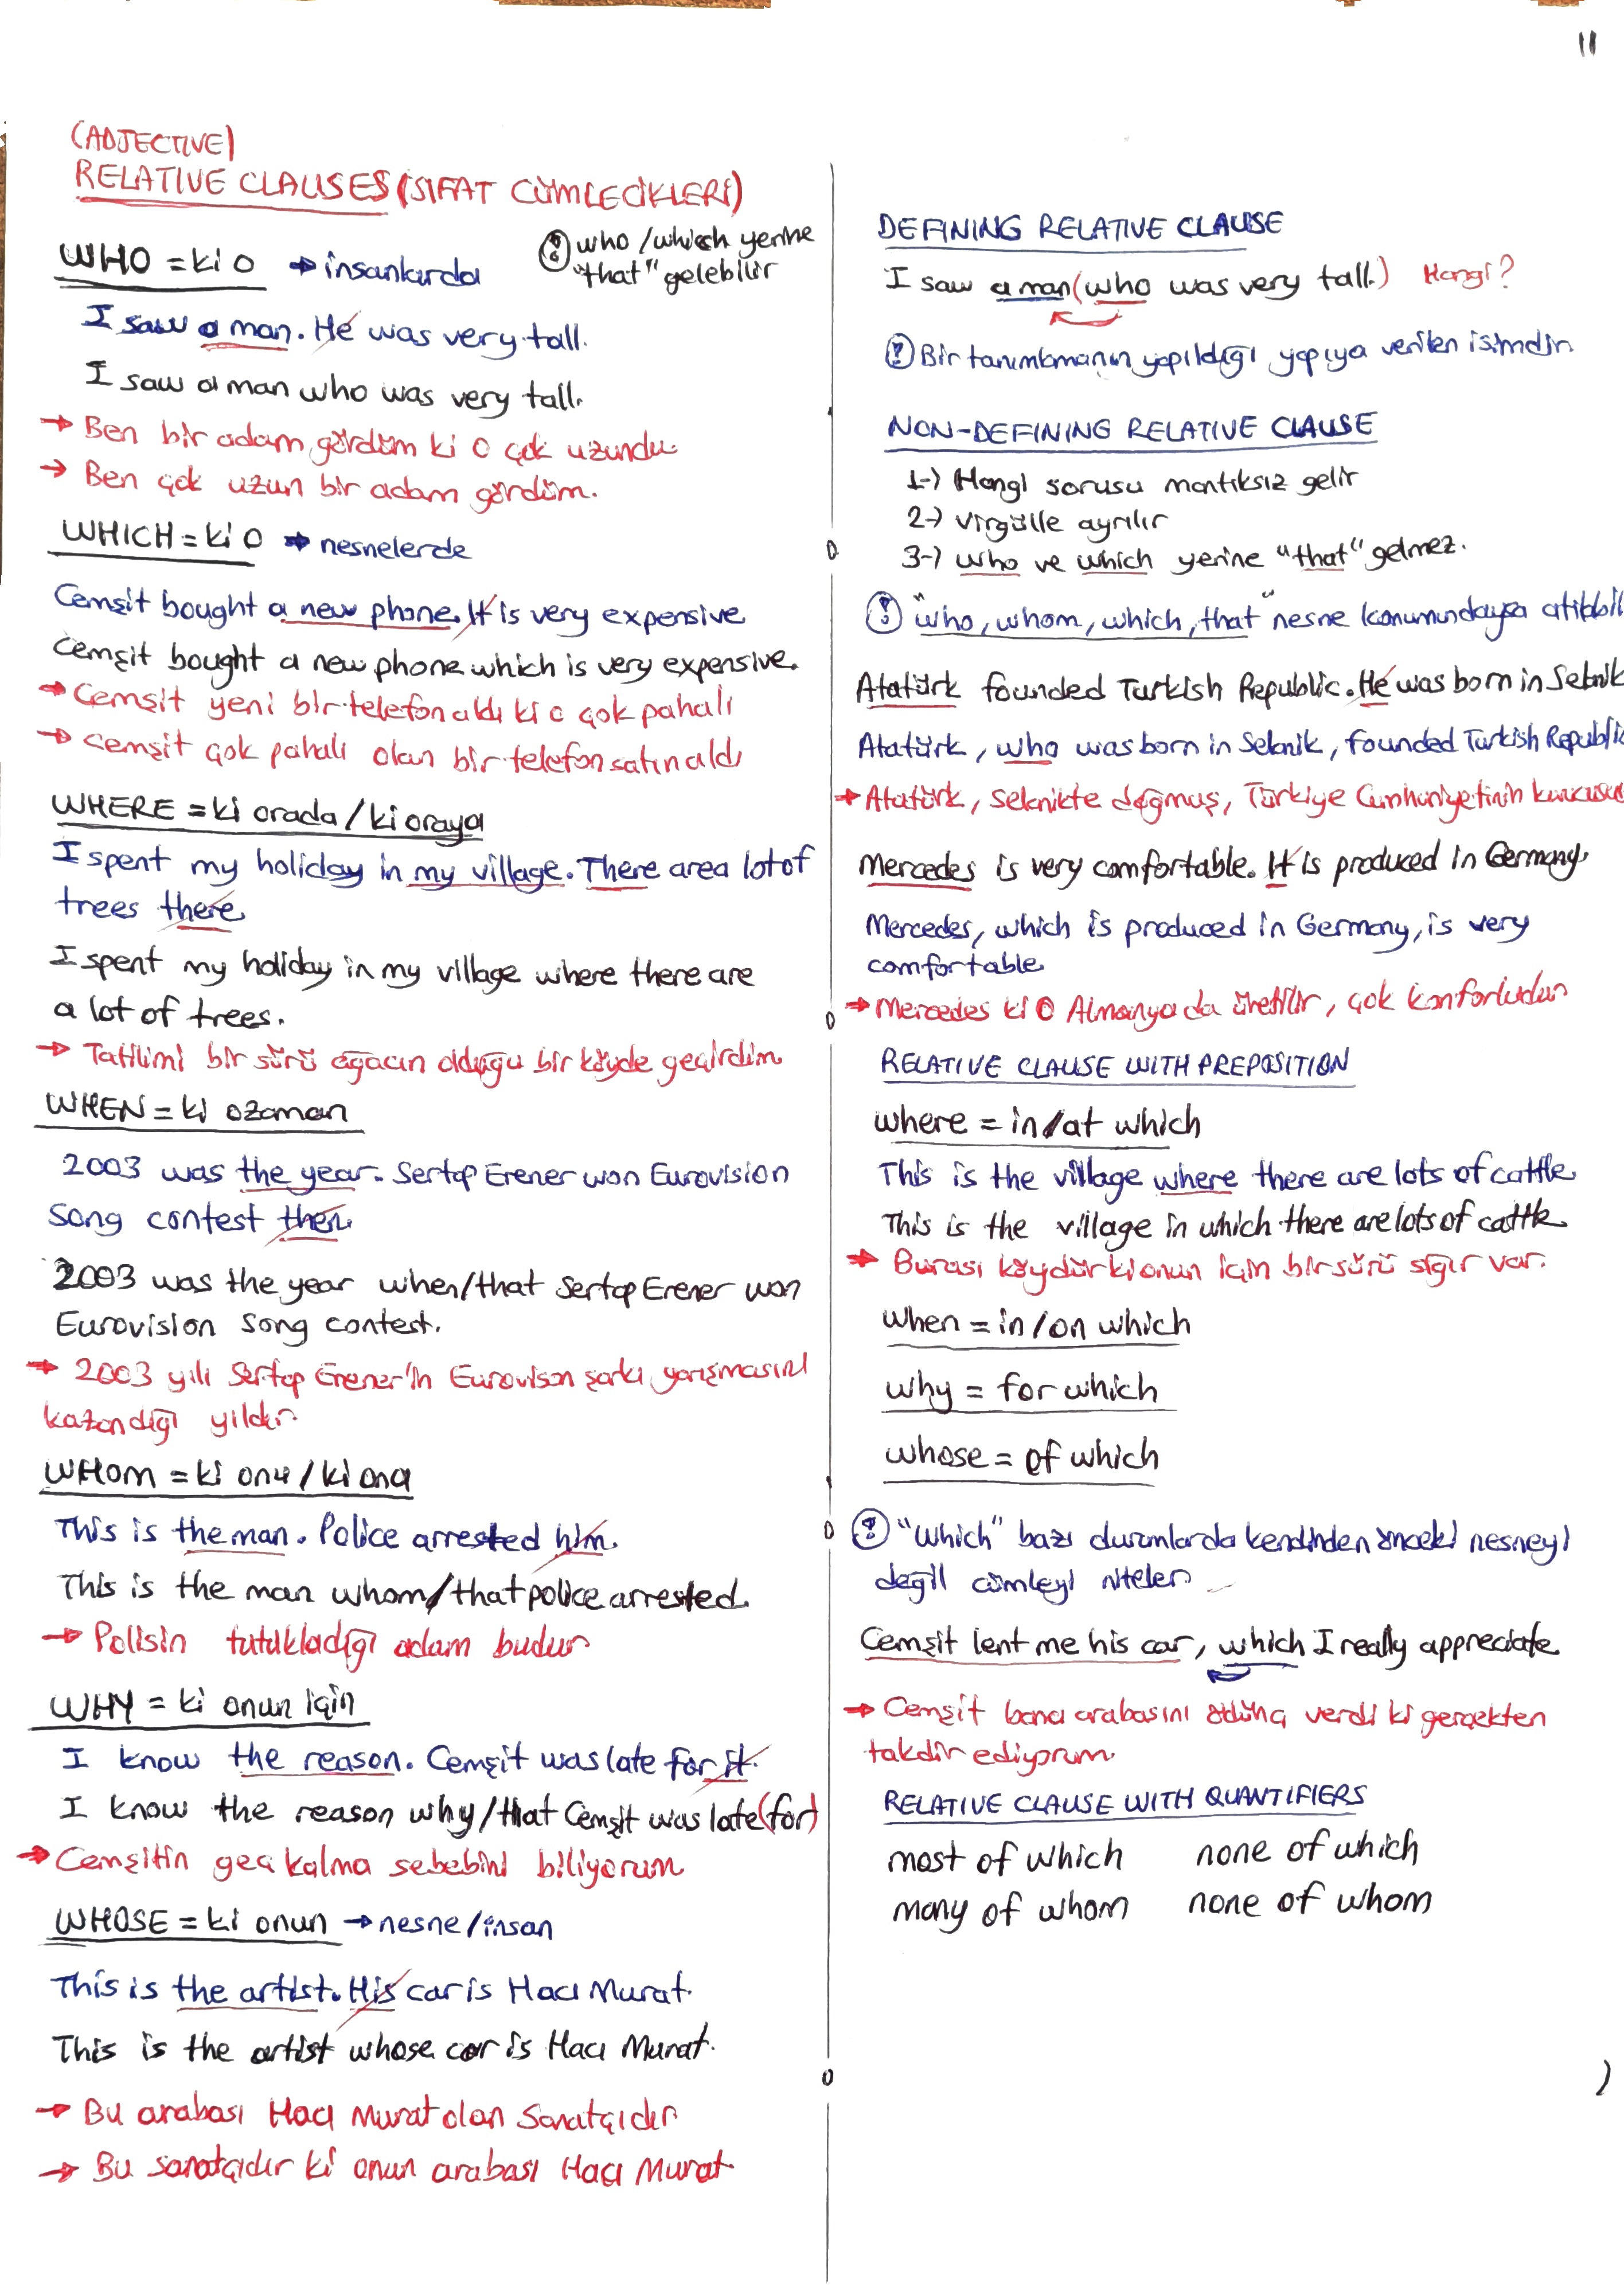 11
(ADJECTIVE)
RELATIVE CLAUSES (SIFAT CÜMLECİKLERİ)
WHO = ki o → insanlarda
who / which yerine
"that" gelebilir
I saw a man. He was very tall.
I saw a man who was very tall.
→ Ben bir adam gördüm ki o çok uzundu
→ Ben çok uzun bir adam gördüm.
WHICH = ki O → nesnelerde
Cemşit bought a new phone. It is very expensive
Cemşit bought a new phone which is very expensive.
→ Cemşit yeni bir telefon aldı ki o çok pahalı
→ Cemşit çok pahalı olan bir telefon satın aldı
WHERE = ki orada / ki oraya
I spent my holiday in my village. There are a lot of
trees there
I spent my holiday in my village where there are
a lot of trees.
→ Tatilimi bir sürü ağacın olduğu bir köyde geçirdim
WHEN = ki o zaman
2003 was the year. Sertap Erener won Eurovision
Song contest then
2003 was the year when/that Sertap Erener won
Eurovision Song contest.
→ 2003 yılı Sertap Erener'in Eurovison şarkı yarışmasını
kazandığı yıldır
WHOM = ki onu / ki ona
This is the man. Police arrested him.
This is the man whom/that police arrested.
→ Polisin tutukladığı adam budur
WHY = ki onun için
I know the reason. Cemşit was late for it.
I know the reason why/that Cemşit was late (for)
→ Cemşitin geç kalma sebebini biliyorum
WHOSE = ki onun → nesne/insan
This is the artist. His car is Hacı Murat.
This is the artist whose car is Hacı Murat.
→ Bu arabası Hacı Murat olan Sanatçıdır
→ Bu sanatçıdır ki onun arabası Hacı Murat
DEFINING RELATIVE CLAUSE
I saw a man (who was very tall.) Hangi?
! Bir tanımlamanın yapıldığı yapıya verilen isimdir
NON-DEFINING RELATIVE CLAUSE
1-) Hangi sorusu mantıksız gelir
2-) Virgülle ayrılır
3-) who ve which yerine "that" gelmez.
! "who, whom, which, that" nesne konumundaysa atılabil
Atatürk founded Turkish Republic. He was born in Selanik
Atatürk, who was born in Selanik, founded Turkish Republic
→ Atatürk, Selanikte doğmuş, Türkiye Cumhuriyetinin kurucusu
Mercedes is very comfortable. It is produced in Germany.
Mercedes, which is produced in Germany, is very
comfortable
→ Mercedes ki O Almanya da üretilir, çok konforludur
RELATIVE CLAUSE WITH PREPOSITION
where = in/at which
This is the village where there are lots of cattle
This is the village in which there are lots of cattle
→ Burası köydür ki onun için bir sürü sığır var.
when = in/on which
why = for which
whose = of which
! "Which" bazı durumlarda kendinden önceki nesneyi
değil cümleyi niteler
Cemşit lent me his car, which I really appreciate
→ Cemşit bana arabasını ödünç verdi ki gerçekten
takdir ediyorum
RELATIVE CLAUSE WITH QUANTIFIERS
most of which none of which
many of whom none of whom